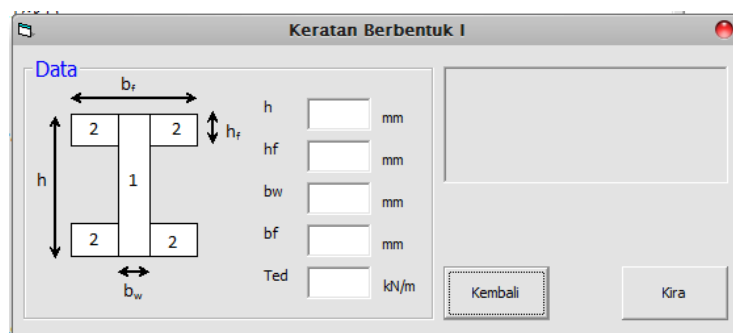 Keratan Berbentuk I
Data
bf
2 2
hf
h
1
2 2
bw
h mm
hf mm
bw mm
bf mm
Ted kN/m
Kembali
Kira